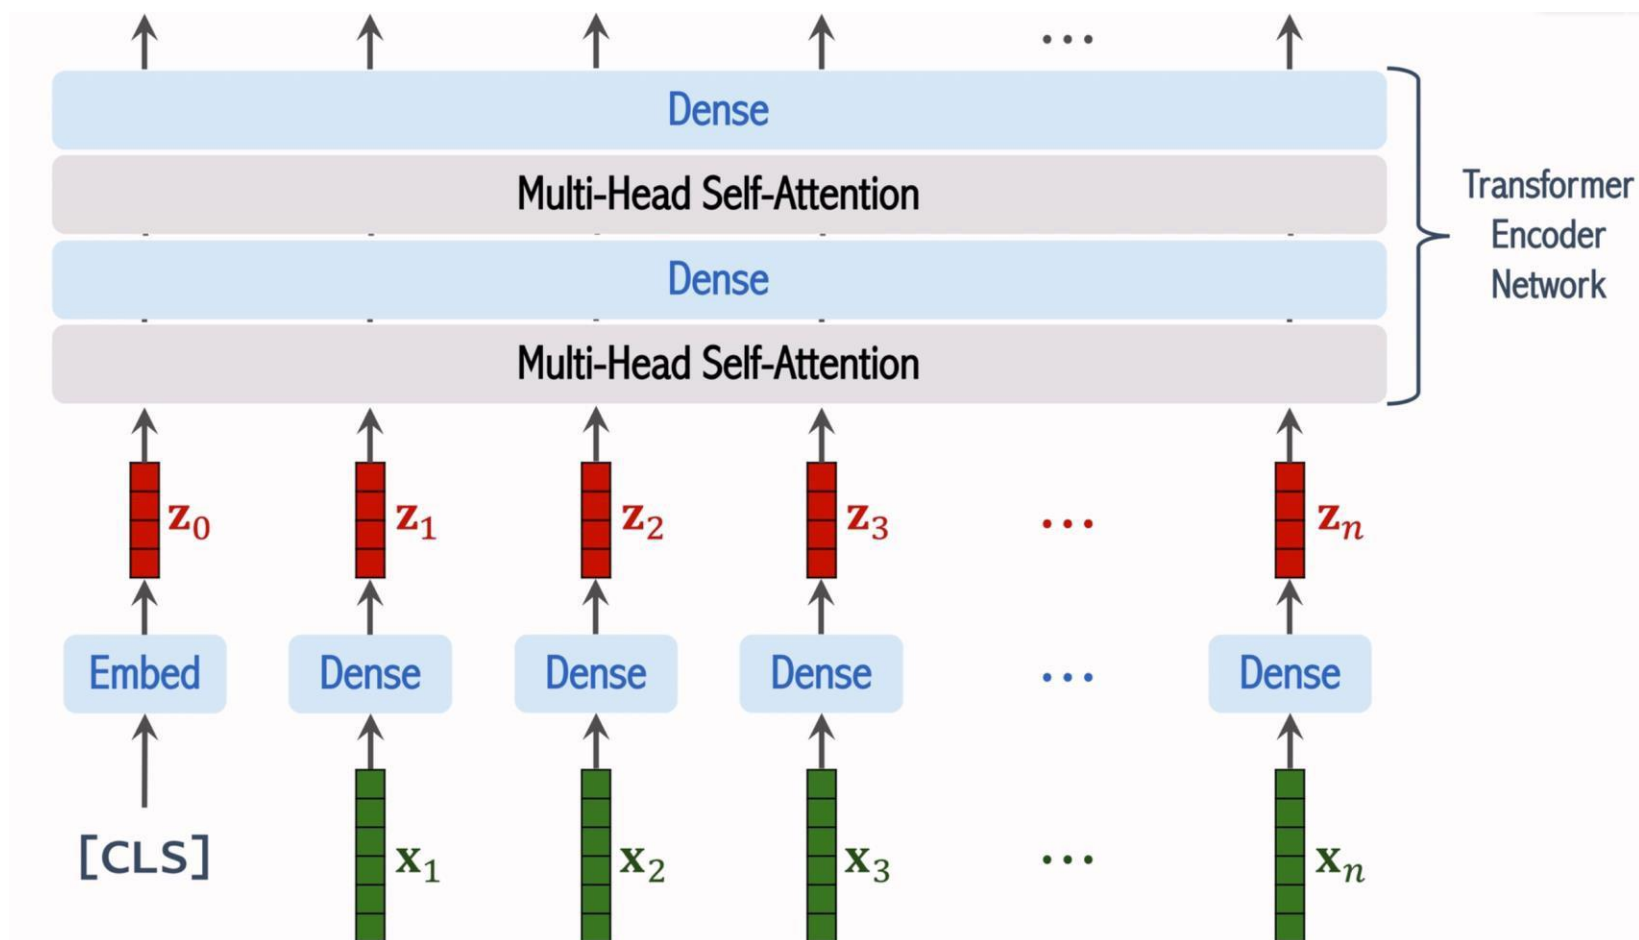 ...
Dense
Multi-Head Self-Attention
Dense
Multi-Head Self-Attention
Transformer
Encoder
Network
z₀ z₁ z₂ z₃ ... zₙ
Embed Dense Dense Dense ... Dense
[CLS] x₁ x₂ x₃ ... xₙ